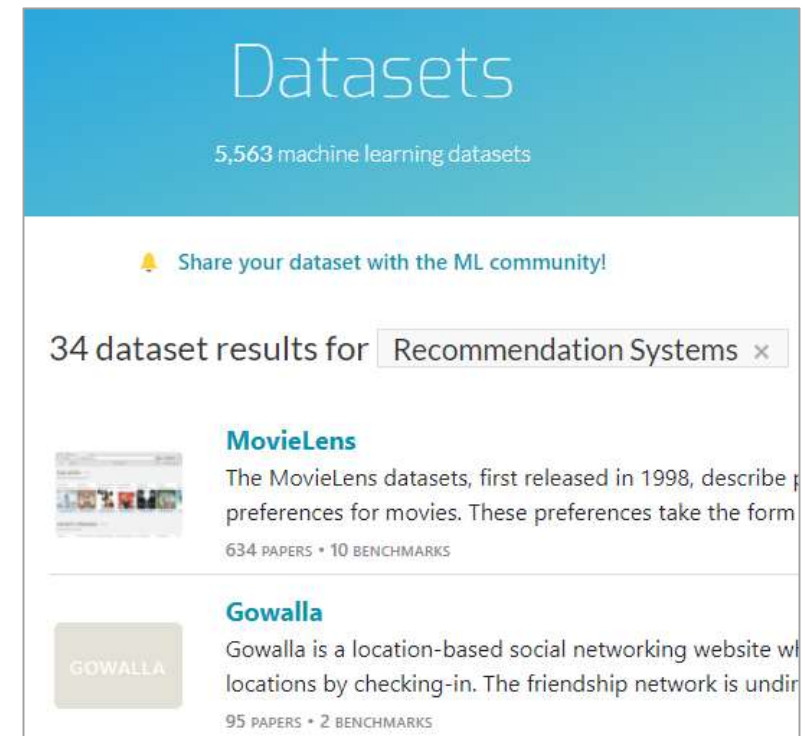 Datasets
5,563 machine learning datasets
Share your dataset with the ML community!
34 dataset results for Recommendation Systems ×
MovieLens
The MovieLens datasets, first released in 1998, describe
preferences for movies. These preferences take the form
634 PAPERS • 10 BENCHMARKS
GOWALLA
Gowalla
Gowalla is a location-based social networking website
locations by checking-in. The friendship network is
95 PAPERS • 2 BENCHMARKS